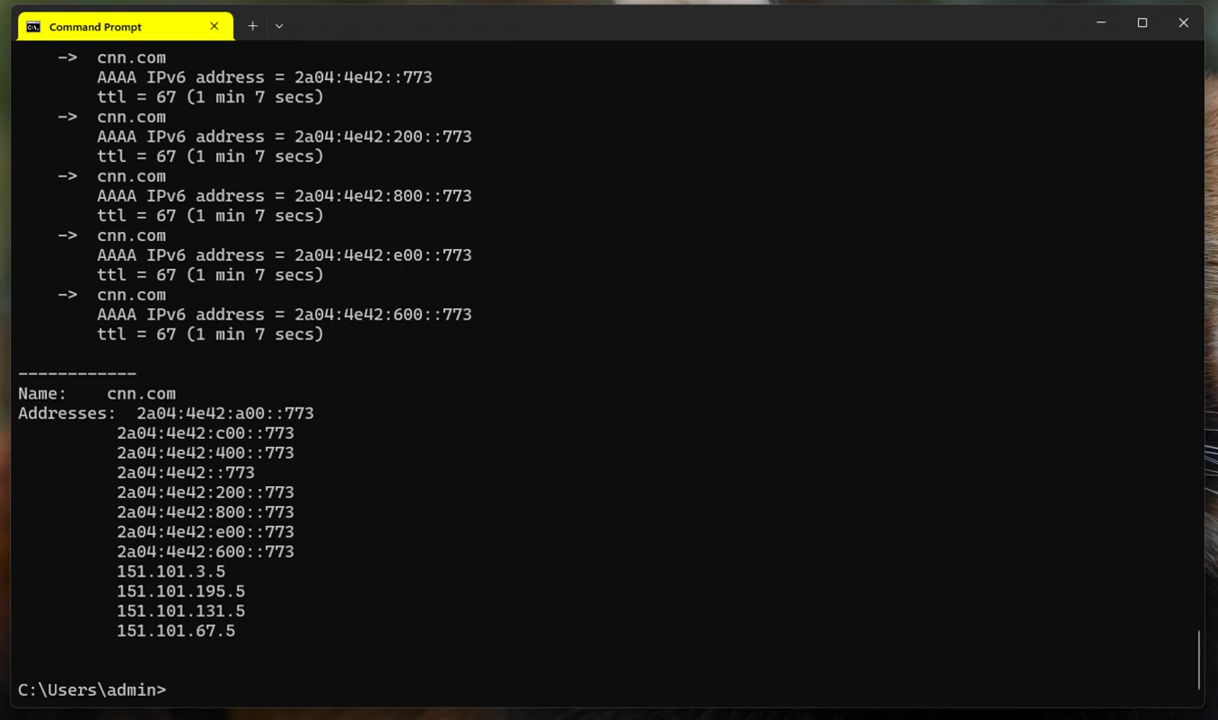 Command Prompt
-> cnn.com
AAAA IPv6 address = 2a04:4e42::773
ttl = 67 (1 min 7 secs)
-> cnn.com
AAAA IPv6 address = 2a04:4e42:200::773
ttl = 67 (1 min 7 secs)
-> cnn.com
AAAA IPv6 address = 2a04:4e42:800::773
ttl = 67 (1 min 7 secs)
-> cnn.com
AAAA IPv6 address = 2a04:4e42:e00::773
ttl = 67 (1 min 7 secs)
-> cnn.com
AAAA IPv6 address = 2a04:4e42:600::773
ttl = 67 (1 min 7 secs)
------------
Name: cnn.com
Addresses: 2a04:4e42:a00::773
2a04:4e42:c00::773
2a04:4e42:400::773
2a04:4e42::773
2a04:4e42:200::773
2a04:4e42:800::773
2a04:4e42:e00::773
2a04:4e42:600::773
151.101.3.5
151.101.195.5
151.101.131.5
151.101.67.5
C:\Users\admin>